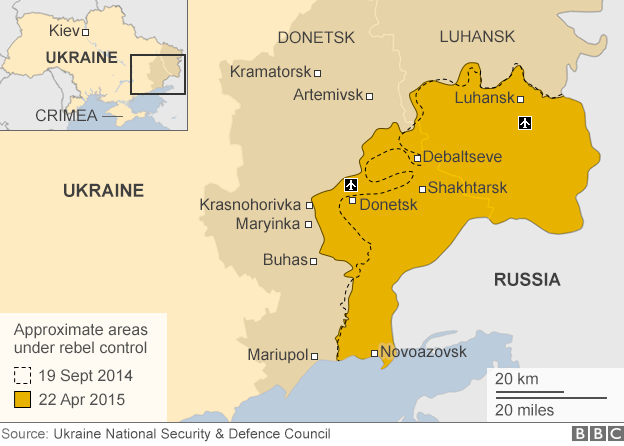 Kiev
UKRAINE
CRIMEA
DONETSK
LUHANSK
Kramatorsk
Artemivsk
Luhansk
Debaltseve
UKRAINE
Shakhtarsk
Krasnohorivka
Donetsk
Maryinka
Buhas
RUSSIA
Approximate areas
under rebel control
19 Sept 2014
22 Apr 2015
Mariupol
Novoazovsk
20 km
20 miles
Source: Ukraine National Security & Defence Council
BBC